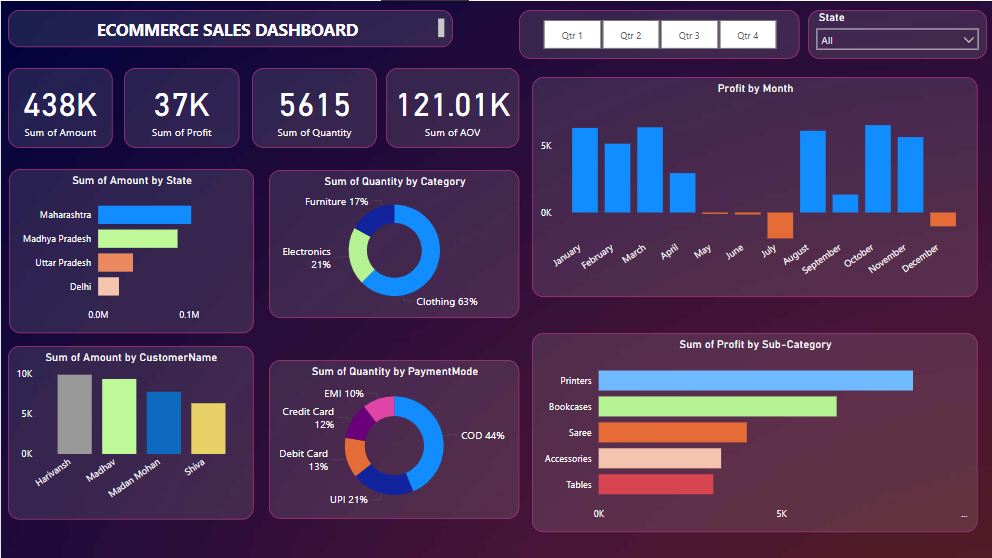 ECOMMERCE SALES DASHBOARD
Qtr 1
Qtr 2
Qtr 3
Qtr 4
State
All
438K
Sum of Amount
37K
Sum of Profit
5615
Sum of Quantity
121.01K
Sum of AOV
Profit by Month
5K
0K
January
February
March
April
May
June
July
August
September
October
November
December
Sum of Amount by State
Maharashtra
Madhya Pradesh
Uttar Pradesh
Delhi
0.0M
0.1M
Sum of Quantity by Category
Furniture 17%
Electronics
21%
Clothing 63%
Sum of Amount by CustomerName
10K
5K
0K
Harivansh
Madhav
Madan Mohan
Shiva
Sum of Quantity by PaymentMode
EMI 10%
Credit Card
12%
Debit Card
13%
UPI 21%
COD 44%
Sum of Profit by Sub-Category
Printers
Bookcases
Saree
Accessories
Tables
0K
5K
...